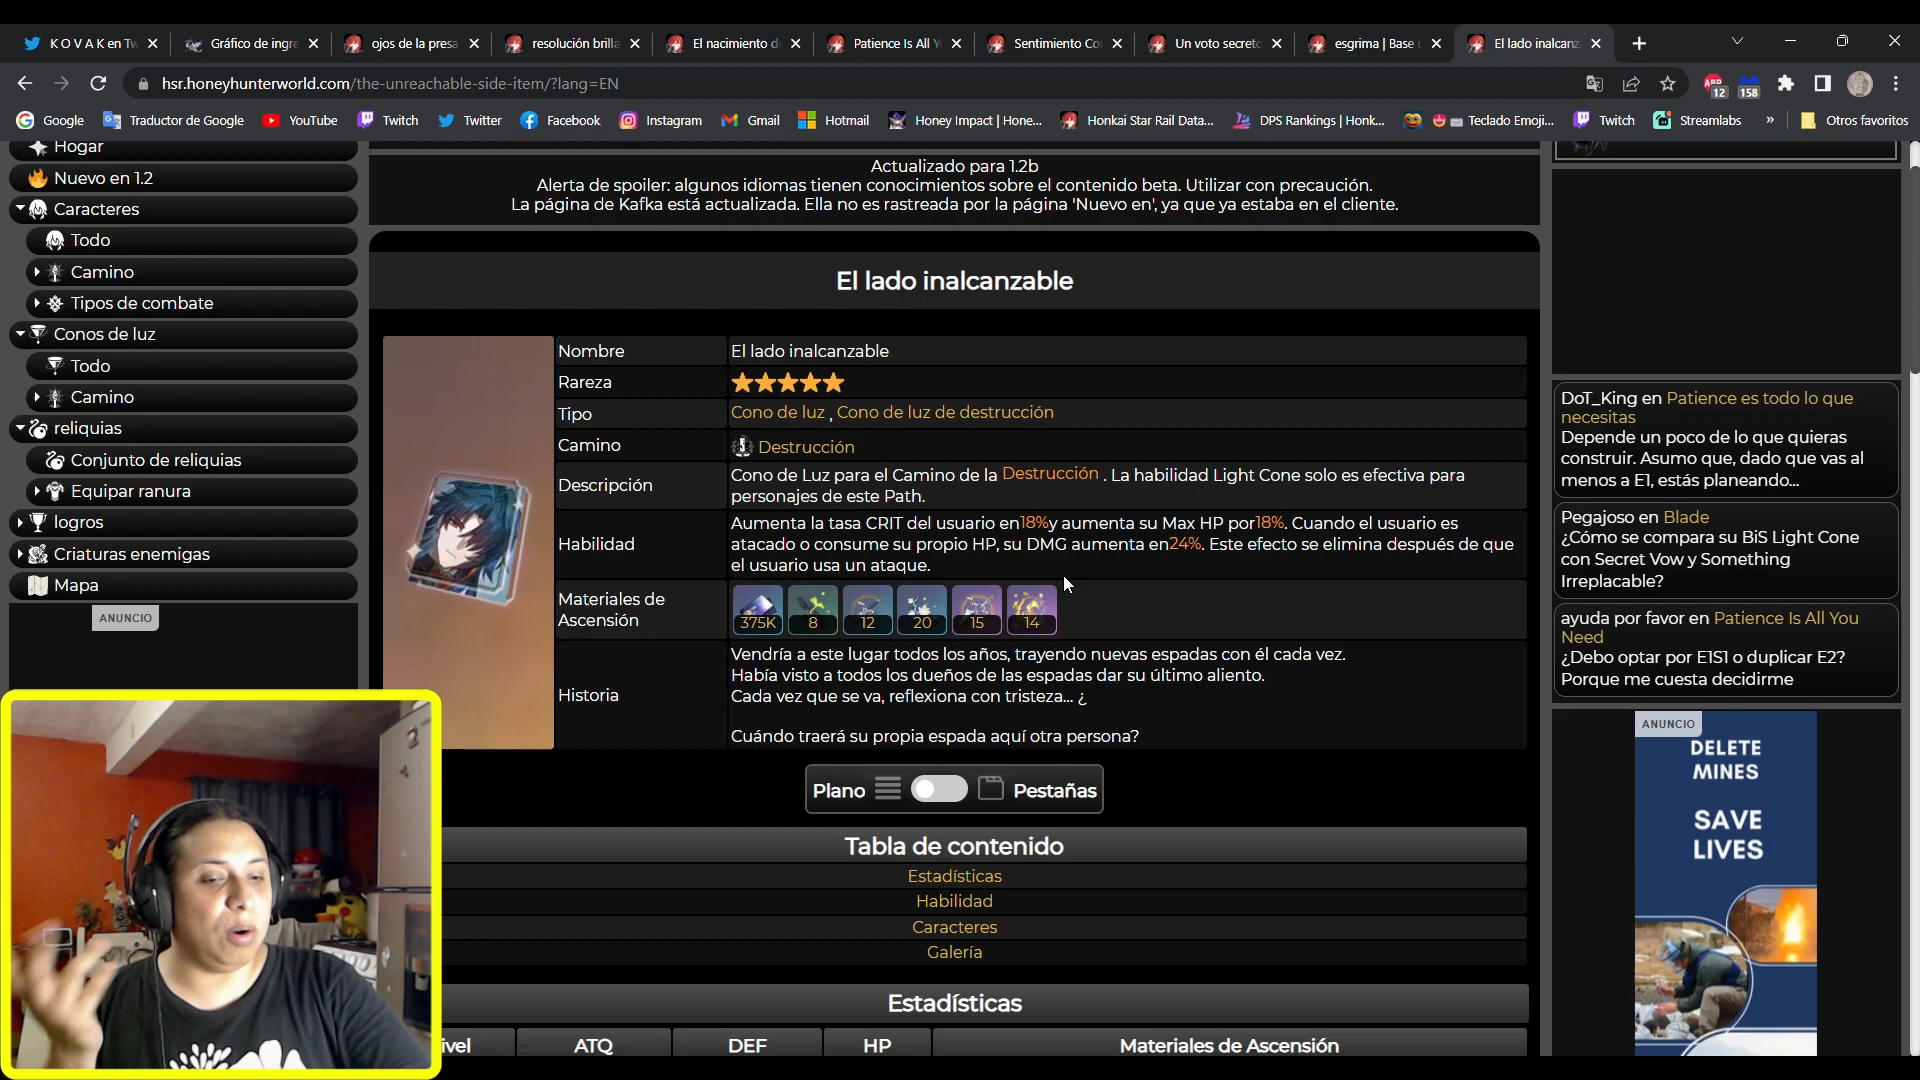 K O V A K en Tw
Gráfico de ingre
ojos de la presa
resolución brilla
El nacimiento d
Patience Is All Y
Sentimiento Co
Un voto secreto
esgrima | Base d
El lado inalcanz
hsr.honeyhunterworld.com/the-unreachable-side-item/?lang=EN
12
158
Google
Traductor de Google
YouTube
Twitch
Twitter
Facebook
Instagram
Gmail
Hotmail
Honey Impact | Hone...
Honkai Star Rail Data...
DPS Rankings | Honk...
Teclado Emoji...
Twitch
Streamlabs
»
Otros favoritos
Hogar
Nuevo en 1.2
Caracteres
Todo
Camino
Tipos de combate
Conos de luz
Todo
Camino
reliquias
Conjunto de reliquias
Equipar ranura
logros
Criaturas enemigas
Mapa
ANUNCIO
Actualizado para 1.2b
Alerta de spoiler: algunos idiomas tienen conocimientos sobre el contenido beta. Utilizar con precaución.
La página de Kafka está actualizada. Ella no es rastreada por la página 'Nuevo en', ya que ya estaba en el cliente.
El lado inalcanzable
Nombre El lado inalcanzable
Rareza
Tipo Cono de luz , Cono de luz de destrucción
Camino Destrucción
Descripción Cono de Luz para el Camino de la Destrucción . La habilidad Light Cone solo es efectiva para
personajes de este Path.
Habilidad Aumenta la tasa CRIT del usuario en18%y aumenta su Max HP por18%. Cuando el usuario es
atacado o consume su propio HP, su DMG aumenta en24%. Este efecto se elimina después de que
el usuario usa un ataque.
Materiales de
Ascensión
375K 8 12 20 15 14
Historia Vendría a este lugar todos los años, trayendo nuevas espadas con él cada vez.
Había visto a todos los dueños de las espadas dar su último aliento.
Cada vez que se va, reflexiona con tristeza... ¿
Cuándo traerá su propia espada aquí otra persona?
Plano Pestañas
Tabla de contenido
Estadísticas
Habilidad
Caracteres
Galería
Estadísticas
ivel ATQ DEF HP Materiales de Ascensión
DoT_King en Patience es todo lo que
necesitas
Depende un poco de lo que quieras
construir. Asumo que, dado que vas al
menos a E1, estás planeando...
Pegajoso en Blade
¿Cómo se compara su BiS Light Cone
con Secret Vow y Something
Irreplacable?
ayuda por favor en Patience Is All You
Need
¿Debo optar por E1S1 o duplicar E2?
Porque me cuesta decidirme
ANUNCIO
DELETE
MINES
SAVE
LIVES